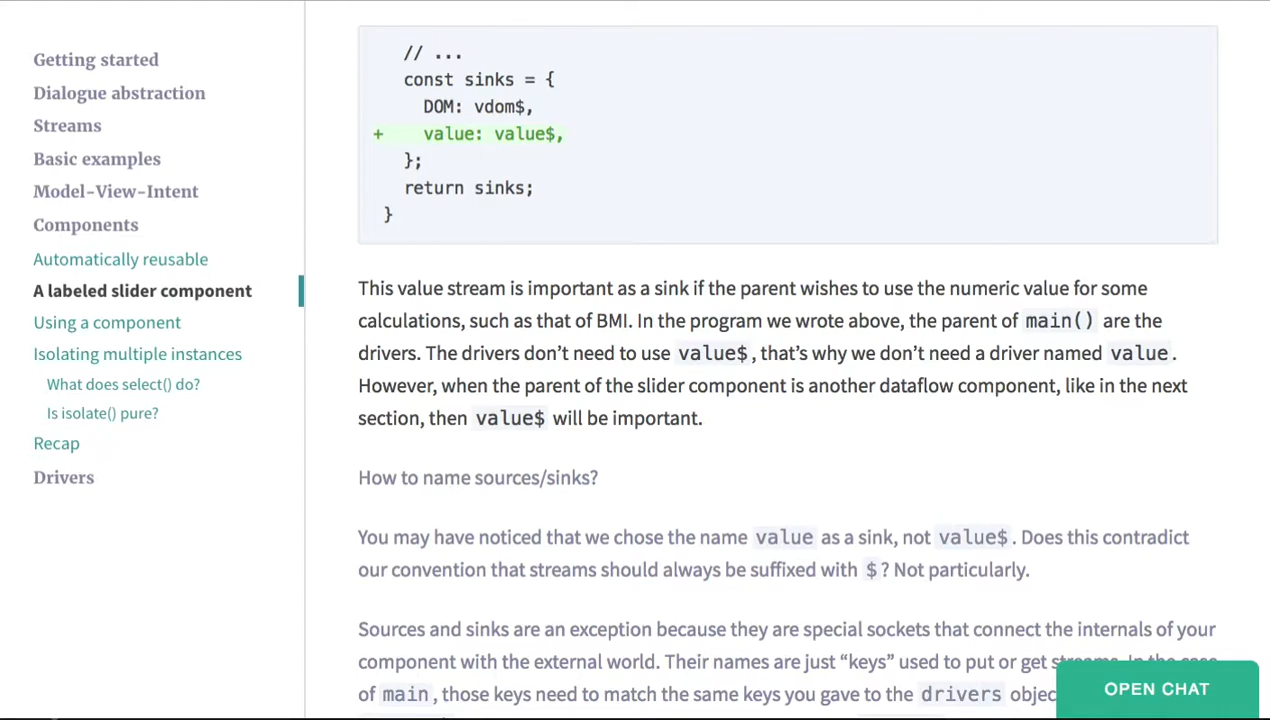 Getting started
Dialogue abstraction
Streams
Basic examples
Model-View-Intent
Components
Automatically reusable
A labeled slider component
Using a component
Isolating multiple instances
What does select() do?
Is isolate() pure?
Recap
Drivers
// ...
const sinks = {
DOM: vdom$,
+ value: value$,
};
return sinks;
}
This value stream is important as a sink if the parent wishes to use the numeric value for some
calculations, such as that of BMI. In the program we wrote above, the parent of main() are the
drivers. The drivers don’t need to use value$, that’s why we don’t need a driver named value.
However, when the parent of the slider component is another dataflow component, like in the next
section, then value$ will be important.
How to name sources/sinks?
You may have noticed that we chose the name value as a sink, not value$. Does this contradict
our convention that streams should always be suffixed with $? Not particularly.
Sources and sinks are an exception because they are special sockets that connect the internals of your
component with the external world. Their names are just “keys” used to put or get streams. In the case
of main, those keys need to match the same keys you gave to the drivers objec
OPEN CHAT